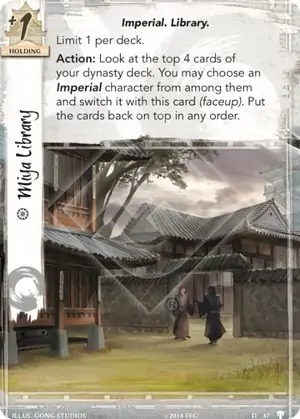 +1
HOLDING
Imperial. Library.
Limit 1 per deck.
Action: Look at the top 4 cards of
your dynasty deck. You may choose an
Imperial character from among them
and switch it with this card (faceup). Put
the cards back on top in any order.
Miya Library
ILLUS: GONG STUDIOS
©2018 FFG
D 47